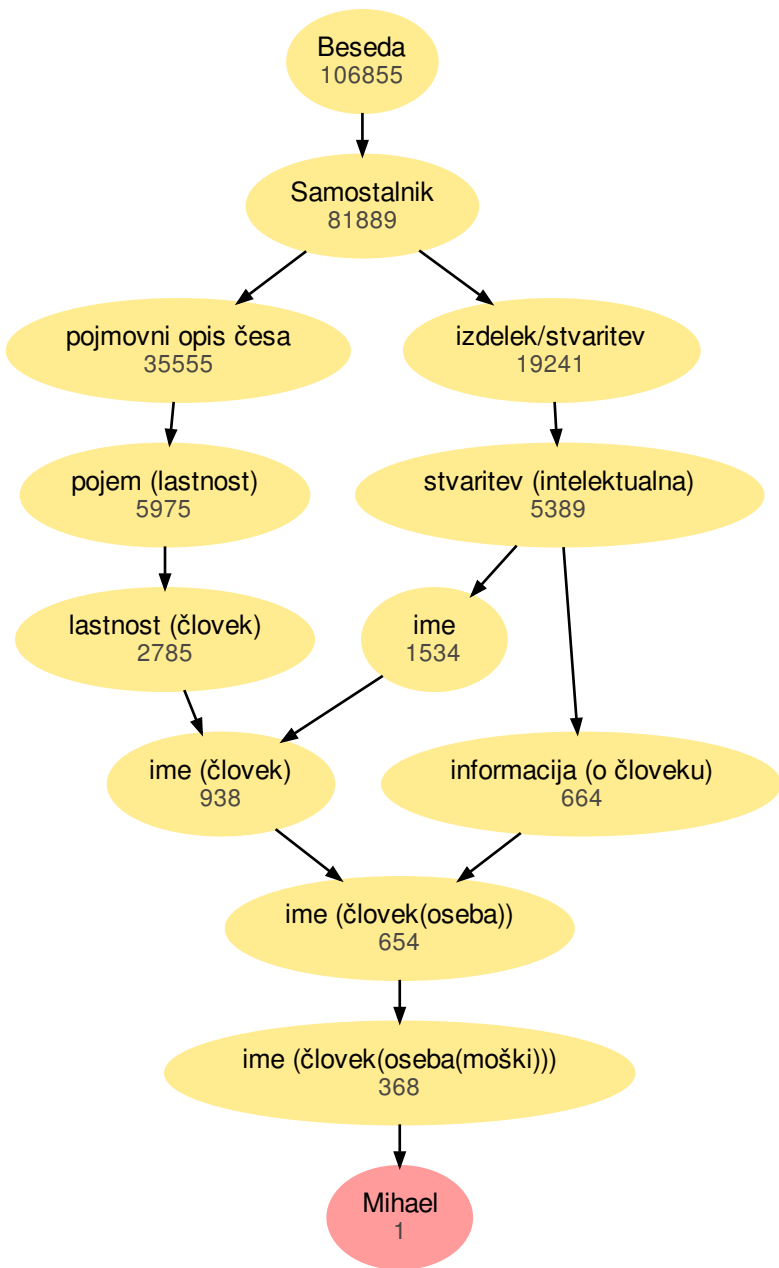 Beseda
106855
Samostalnik
81889
pojmovni opis česa
35555
izdelek/stvaritev
19241
pojem (lastnost)
5975
stvaritev (intelektualna)
5389
lastnost (človek)
2785
ime
1534
ime (človek)
938
informacija (o človeku)
664
ime (človek(oseba))
654
ime (človek(oseba(moški)))
368
Mihael
1